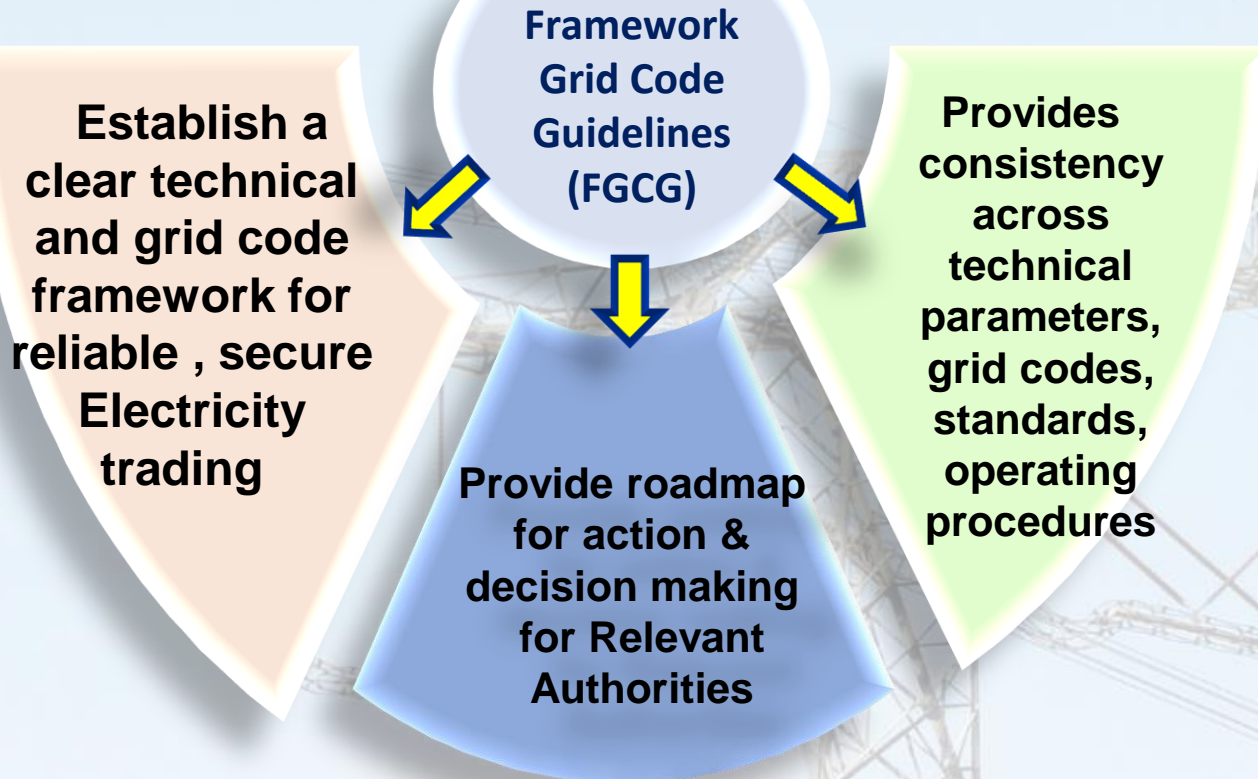 Framework
Grid Code
Guidelines
(FGCG)
Establish a
clear technical
and grid code
framework for
reliable , secure
Electricity
trading
Provide roadmap
for action &
decision making
for Relevant
Authorities
Provides
consistency
across
technical
parameters,
grid codes,
standards,
operating
procedures